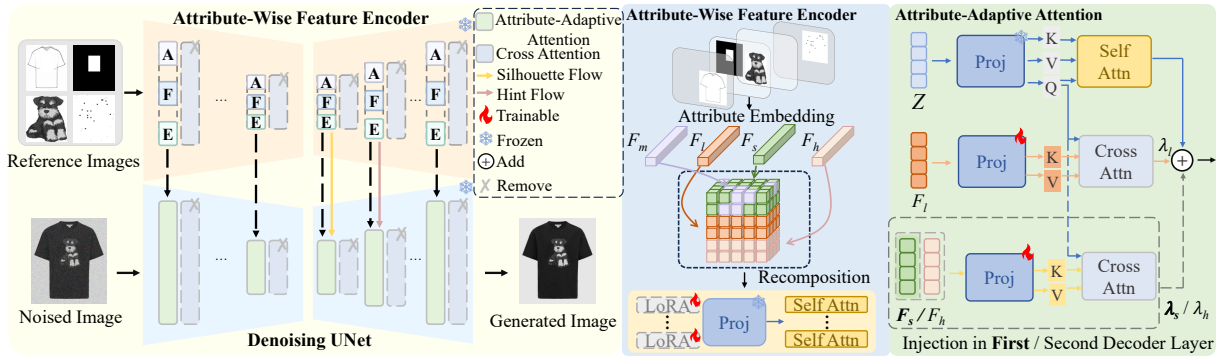 Attribute-Wise Feature Encoder
A
F
E
...
A
F
E
A
F
E
A
F
E
...
A
F
E
Reference Images
Noised Image
...
...
Denoising UNet
Generated Image
Attribute-Adaptive
Attention
Cross Attention
Silhouette Flow
Hint Flow
Trainable
Frozen
Add
Remove
Attribute-Wise Feature Encoder
Attribute Embedding
F_m F_l F_s F_h
Recomposition
LoRA
LoRA
Proj
Self Attn
Self Attn
Attribute-Adaptive Attention
Z
Proj
K
V
Q
Self
Attn
F_l
Proj
K
V
Cross
Attn
λ_l
F_s / F_h
Proj
K
V
Cross
Attn
λ_s / λ_h
Injection in First / Second Decoder Layer